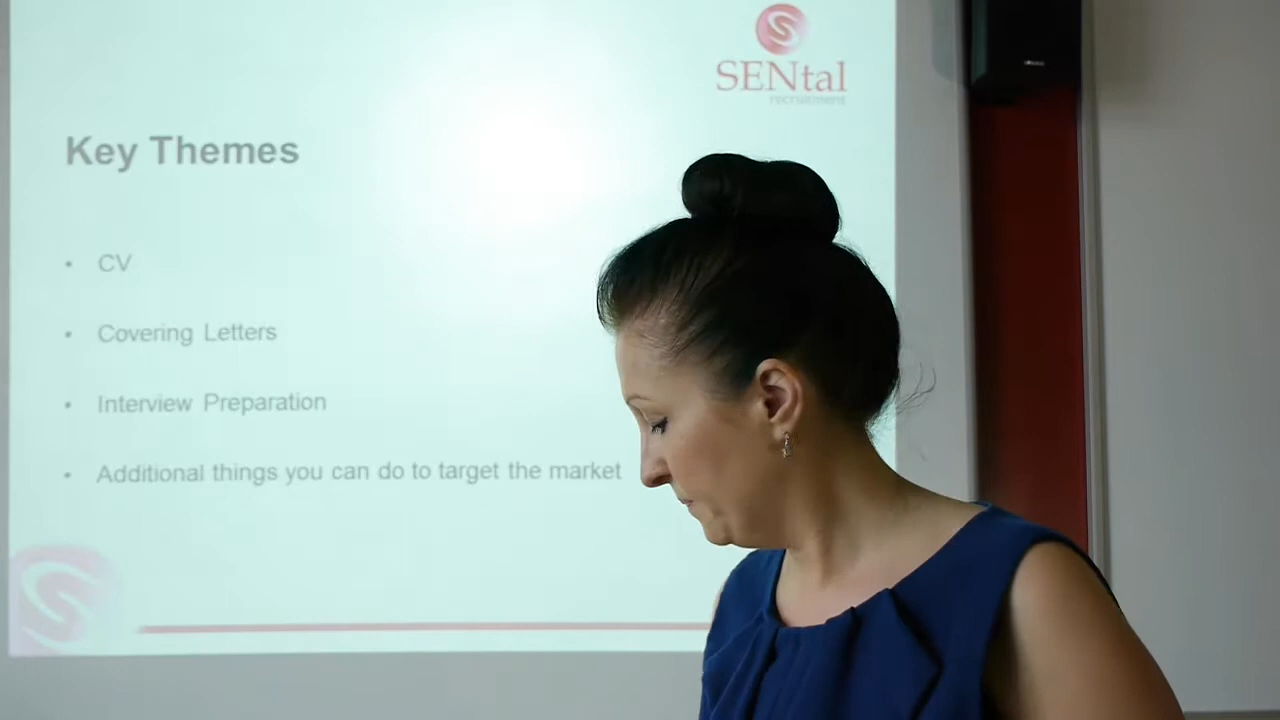 SENtal
recruitment
Key Themes
• CV
• Covering Letters
• Interview Preparation
• Additional things you can do to target the market